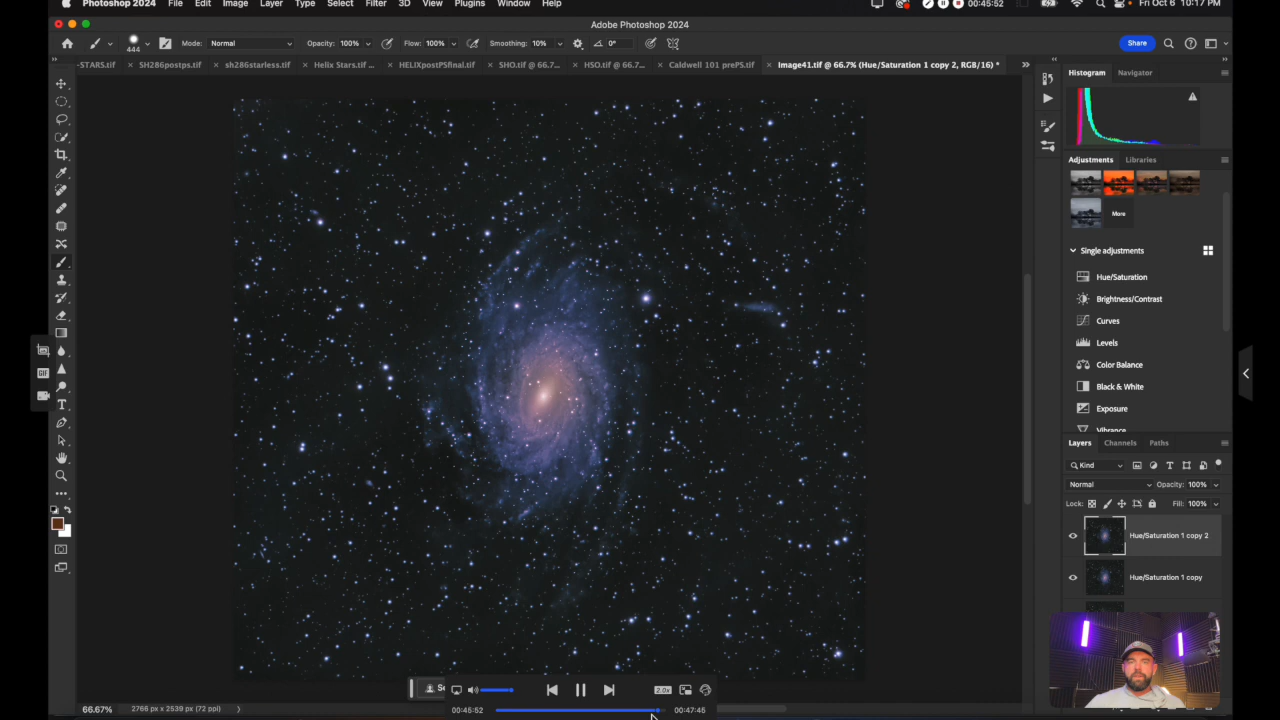 Photoshop 2024 File Edit Image Layer Type Select Filter 3D View Plugins Window Help 00:45:52 Fri Oct 6 10:17 PM
Adobe Photoshop 2024
444 Mode: Normal Opacity: 100% Flow: 100% Smoothing: 10% 0° Share
-STARS.tif × SH286postps.tif × sh286starless.tif × Helix Stars.tif ... × HELIXpostPSfinal.tif × SHO.tif @ 66.7... × HSO.tif @ 66.7... × Caldwell 101 prePS.tif × Image41.tif @ 66.7% (Hue/Saturation 1 copy 2, RGB/16) *
Histogram Navigator
Adjustments Libraries
More
Single adjustments
Hue/Saturation
Brightness/Contrast
Curves
Levels
Color Balance
GIF
Black & White
Exposure
Vibrance
Layers Channels Paths
Kind
Normal Opacity: 100%
Lock: Fill: 100%
Hue/Saturation 1 copy 2
Hue/Saturation 1 copy
2.0x
66.67% 2766 px x 2539 px (72 ppi) 00:45:52 00:47:45